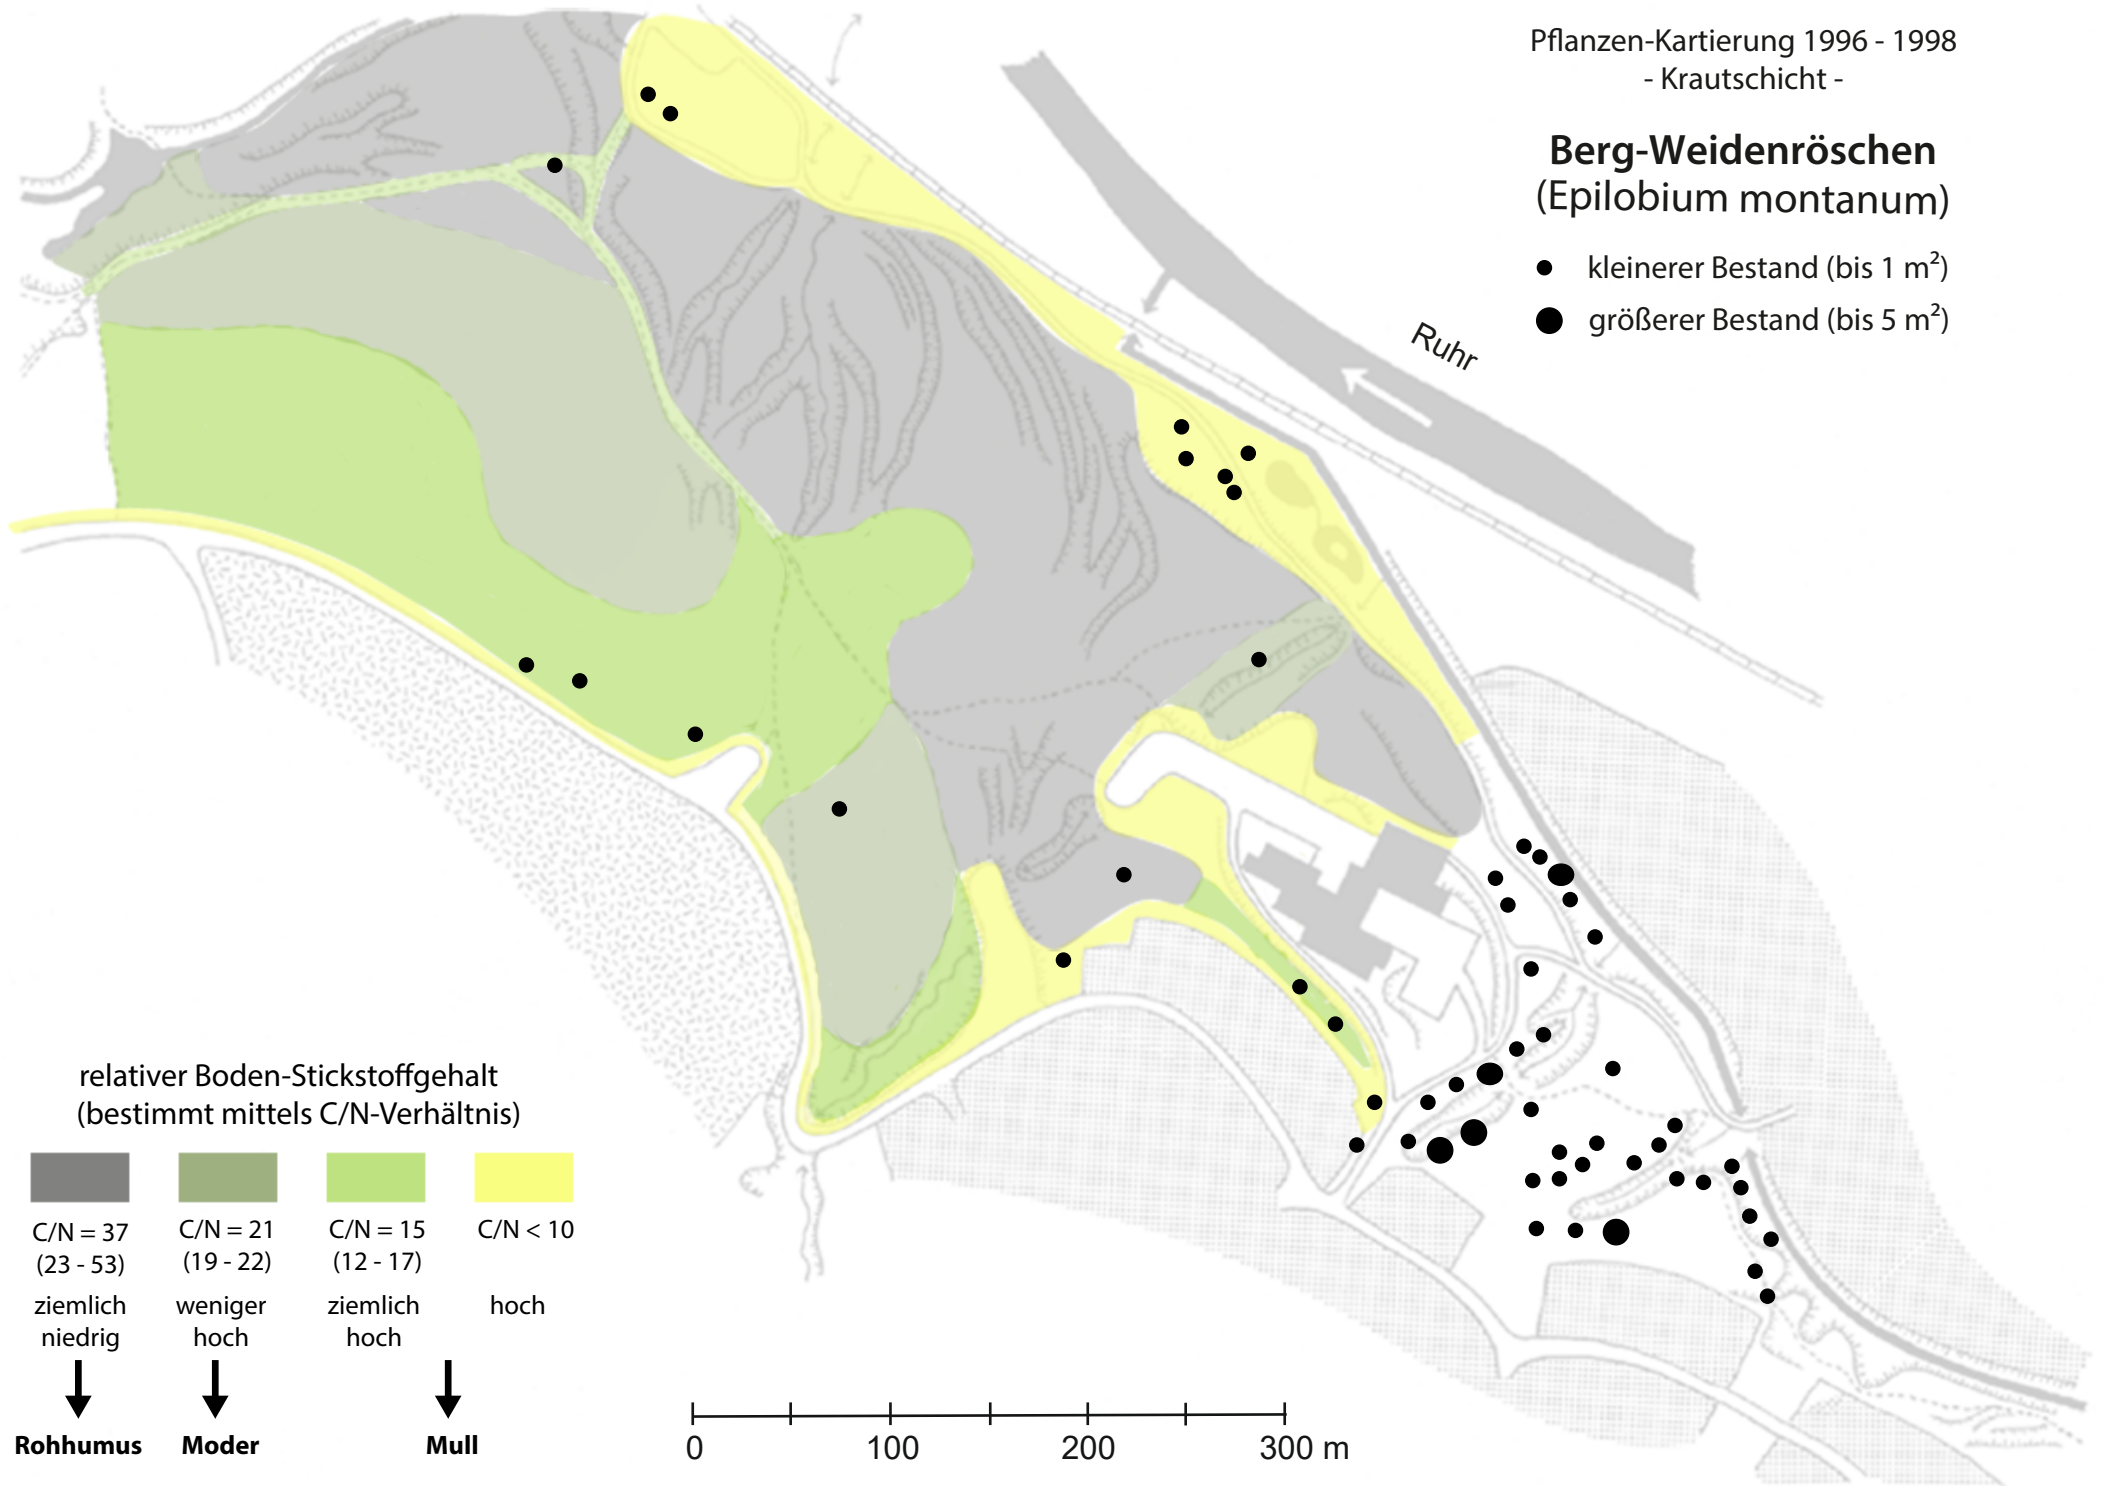 Pflanzen-Kartierung 1996 - 1998
- Krautschicht -
Berg-Weidenröschen
(Epilobium montanum)
kleinerer Bestand (bis 1 m²)
größerer Bestand (bis 5 m²)
Ruhr
relativer Boden-Stickstoffgehalt
(bestimmt mittels C/N-Verhältnis)
C/N = 37 C/N = 21 C/N = 15 C/N < 10
(23 - 53) (19 - 22) (12 - 17)
ziemlich weniger ziemlich hoch
niedrig hoch hoch
Rohhumus Moder Mull
0 100 200 300 m